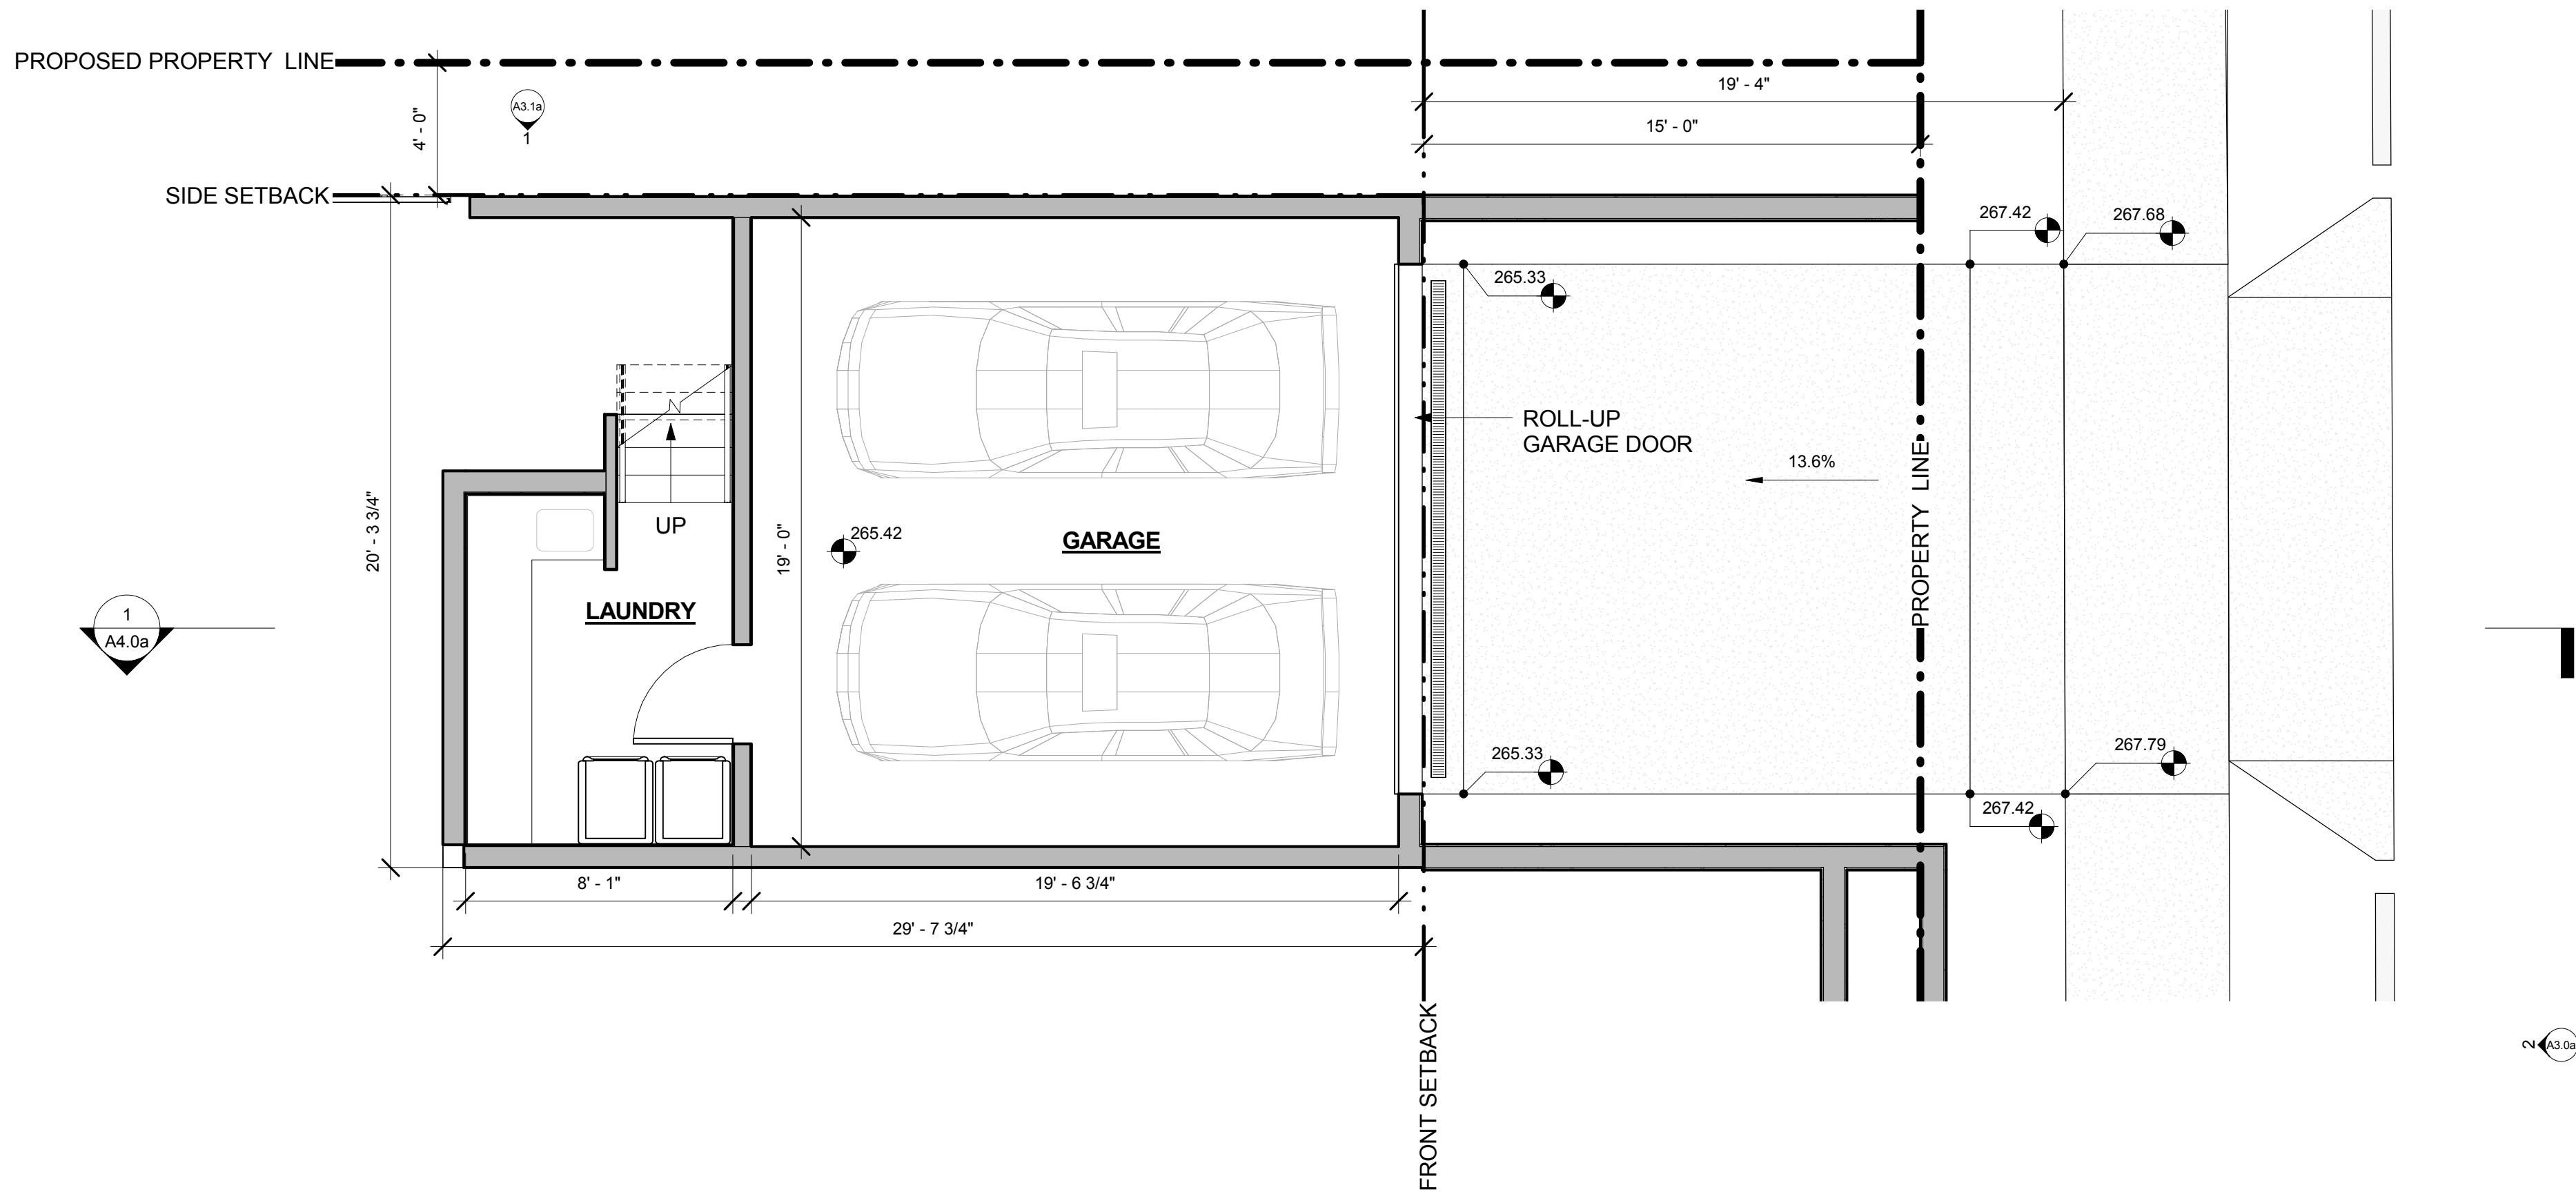 PROPOSED PROPERTY LINE
19' - 4"
A3.1a
1
4' - 0"
15' - 0"
SIDE SETBACK
267.42
267.68
265.33
ROLL-UP
GARAGE DOOR
13.6%
PROPERTY LINE
20' - 3 3/4"
UP
19' - 0"
265.42
GARAGE
LAUNDRY
1
A4.0a
265.33
267.79
267.42
8' - 1"
19' - 6 3/4"
29' - 7 3/4"
FRONT SETBACK
2
A3.0a